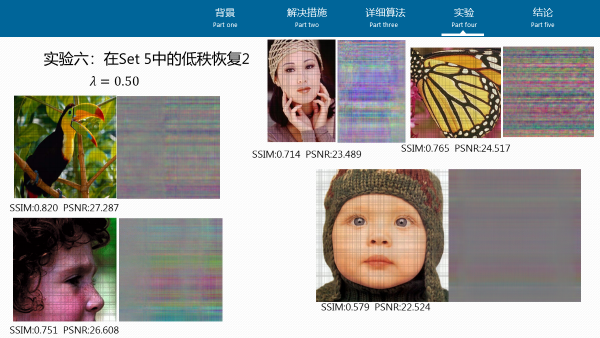 背景
Part one
解决措施
Part two
详细算法
Part three
实验
Part four
结论
Part five
实验六：在Set 5中的低秩恢复2
λ = 0.50
SSIM:0.714 PSNR:23.489
SSIM:0.765 PSNR:24.517
SSIM:0.820 PSNR:27.287
SSIM:0.579 PSNR:22.524
SSIM:0.751 PSNR:26.608